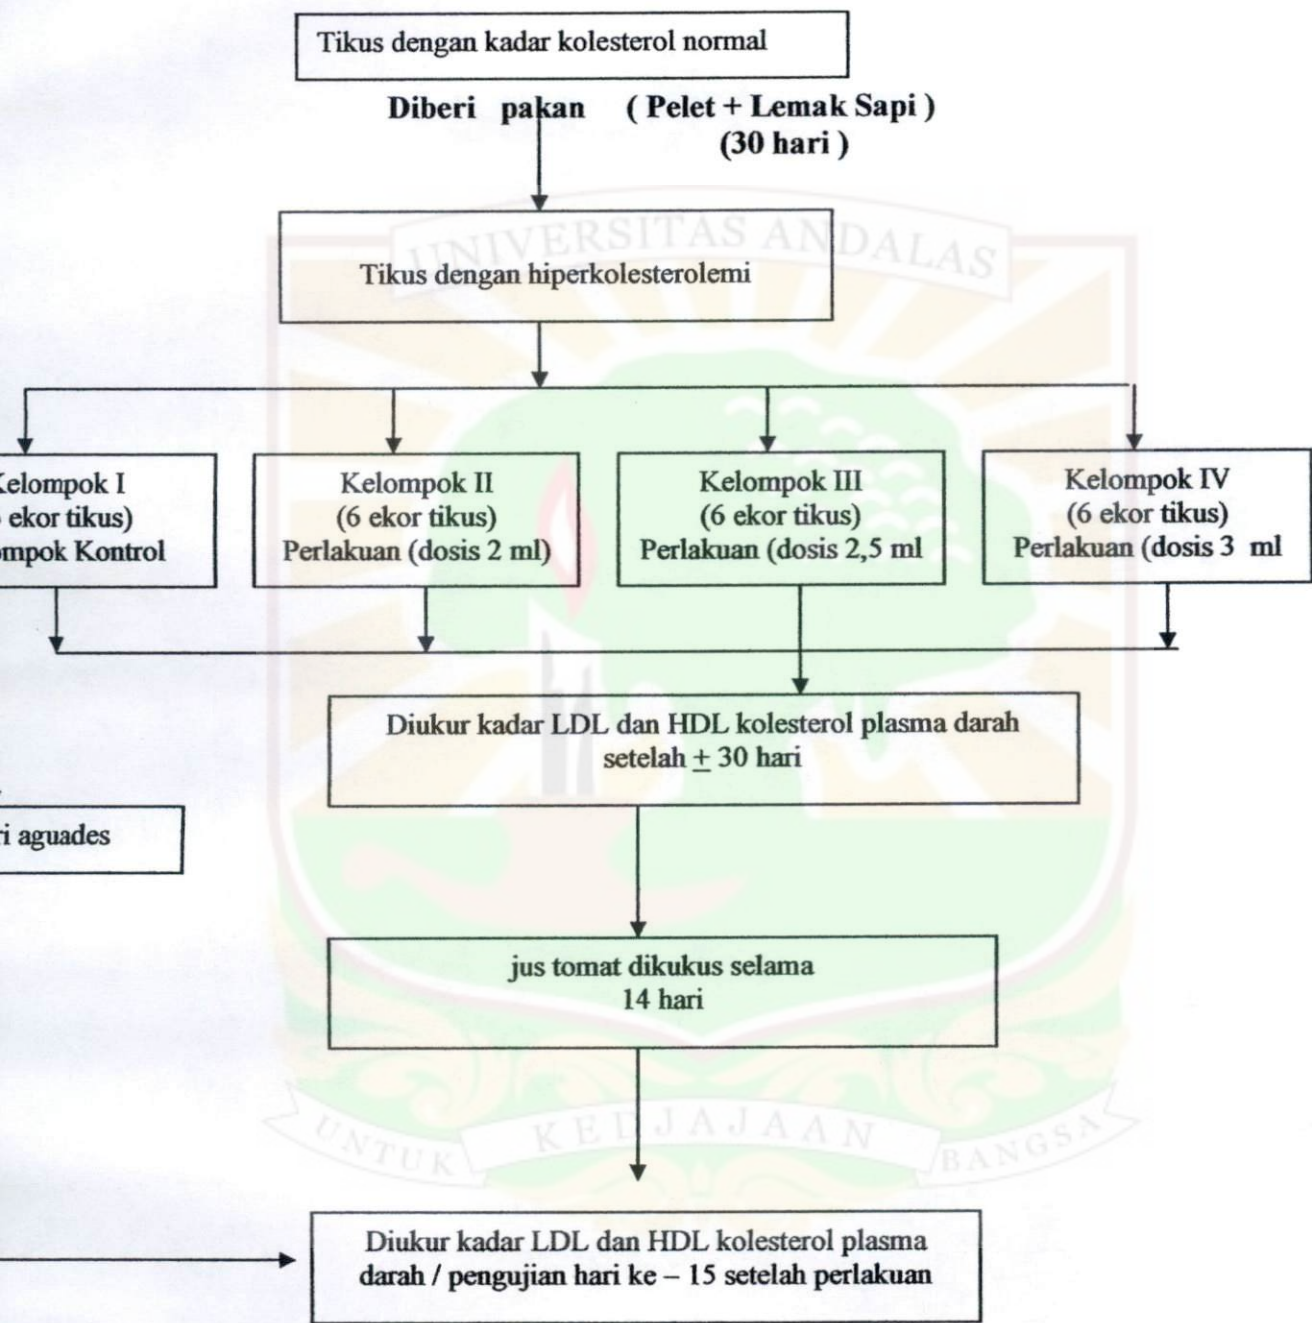 Tikus dengan kadar kolesterol normal
Diberi pakan ( Pelet + Lemak Sapi )
(30 hari )
UNIVERSITAS ANDALAS
Tikus dengan hiperkolesterolemi
Kelompok I
ekor tikus)
ompok Kontrol
Kelompok II
(6 ekor tikus)
Perlakuan (dosis 2 ml)
Kelompok III
(6 ekor tikus)
Perlakuan (dosis 2,5 ml
Kelompok IV
(6 ekor tikus)
Perlakuan (dosis 3 ml
Diukur kadar LDL dan HDL kolesterol plasma darah
setelah ± 30 hari
ri aguades
jus tomat dikukus selama
14 hari
UNTUK KEDJAJAAN BANGSA
Diukur kadar LDL dan HDL kolesterol plasma
darah / pengujian hari ke – 15 setelah perlakuan